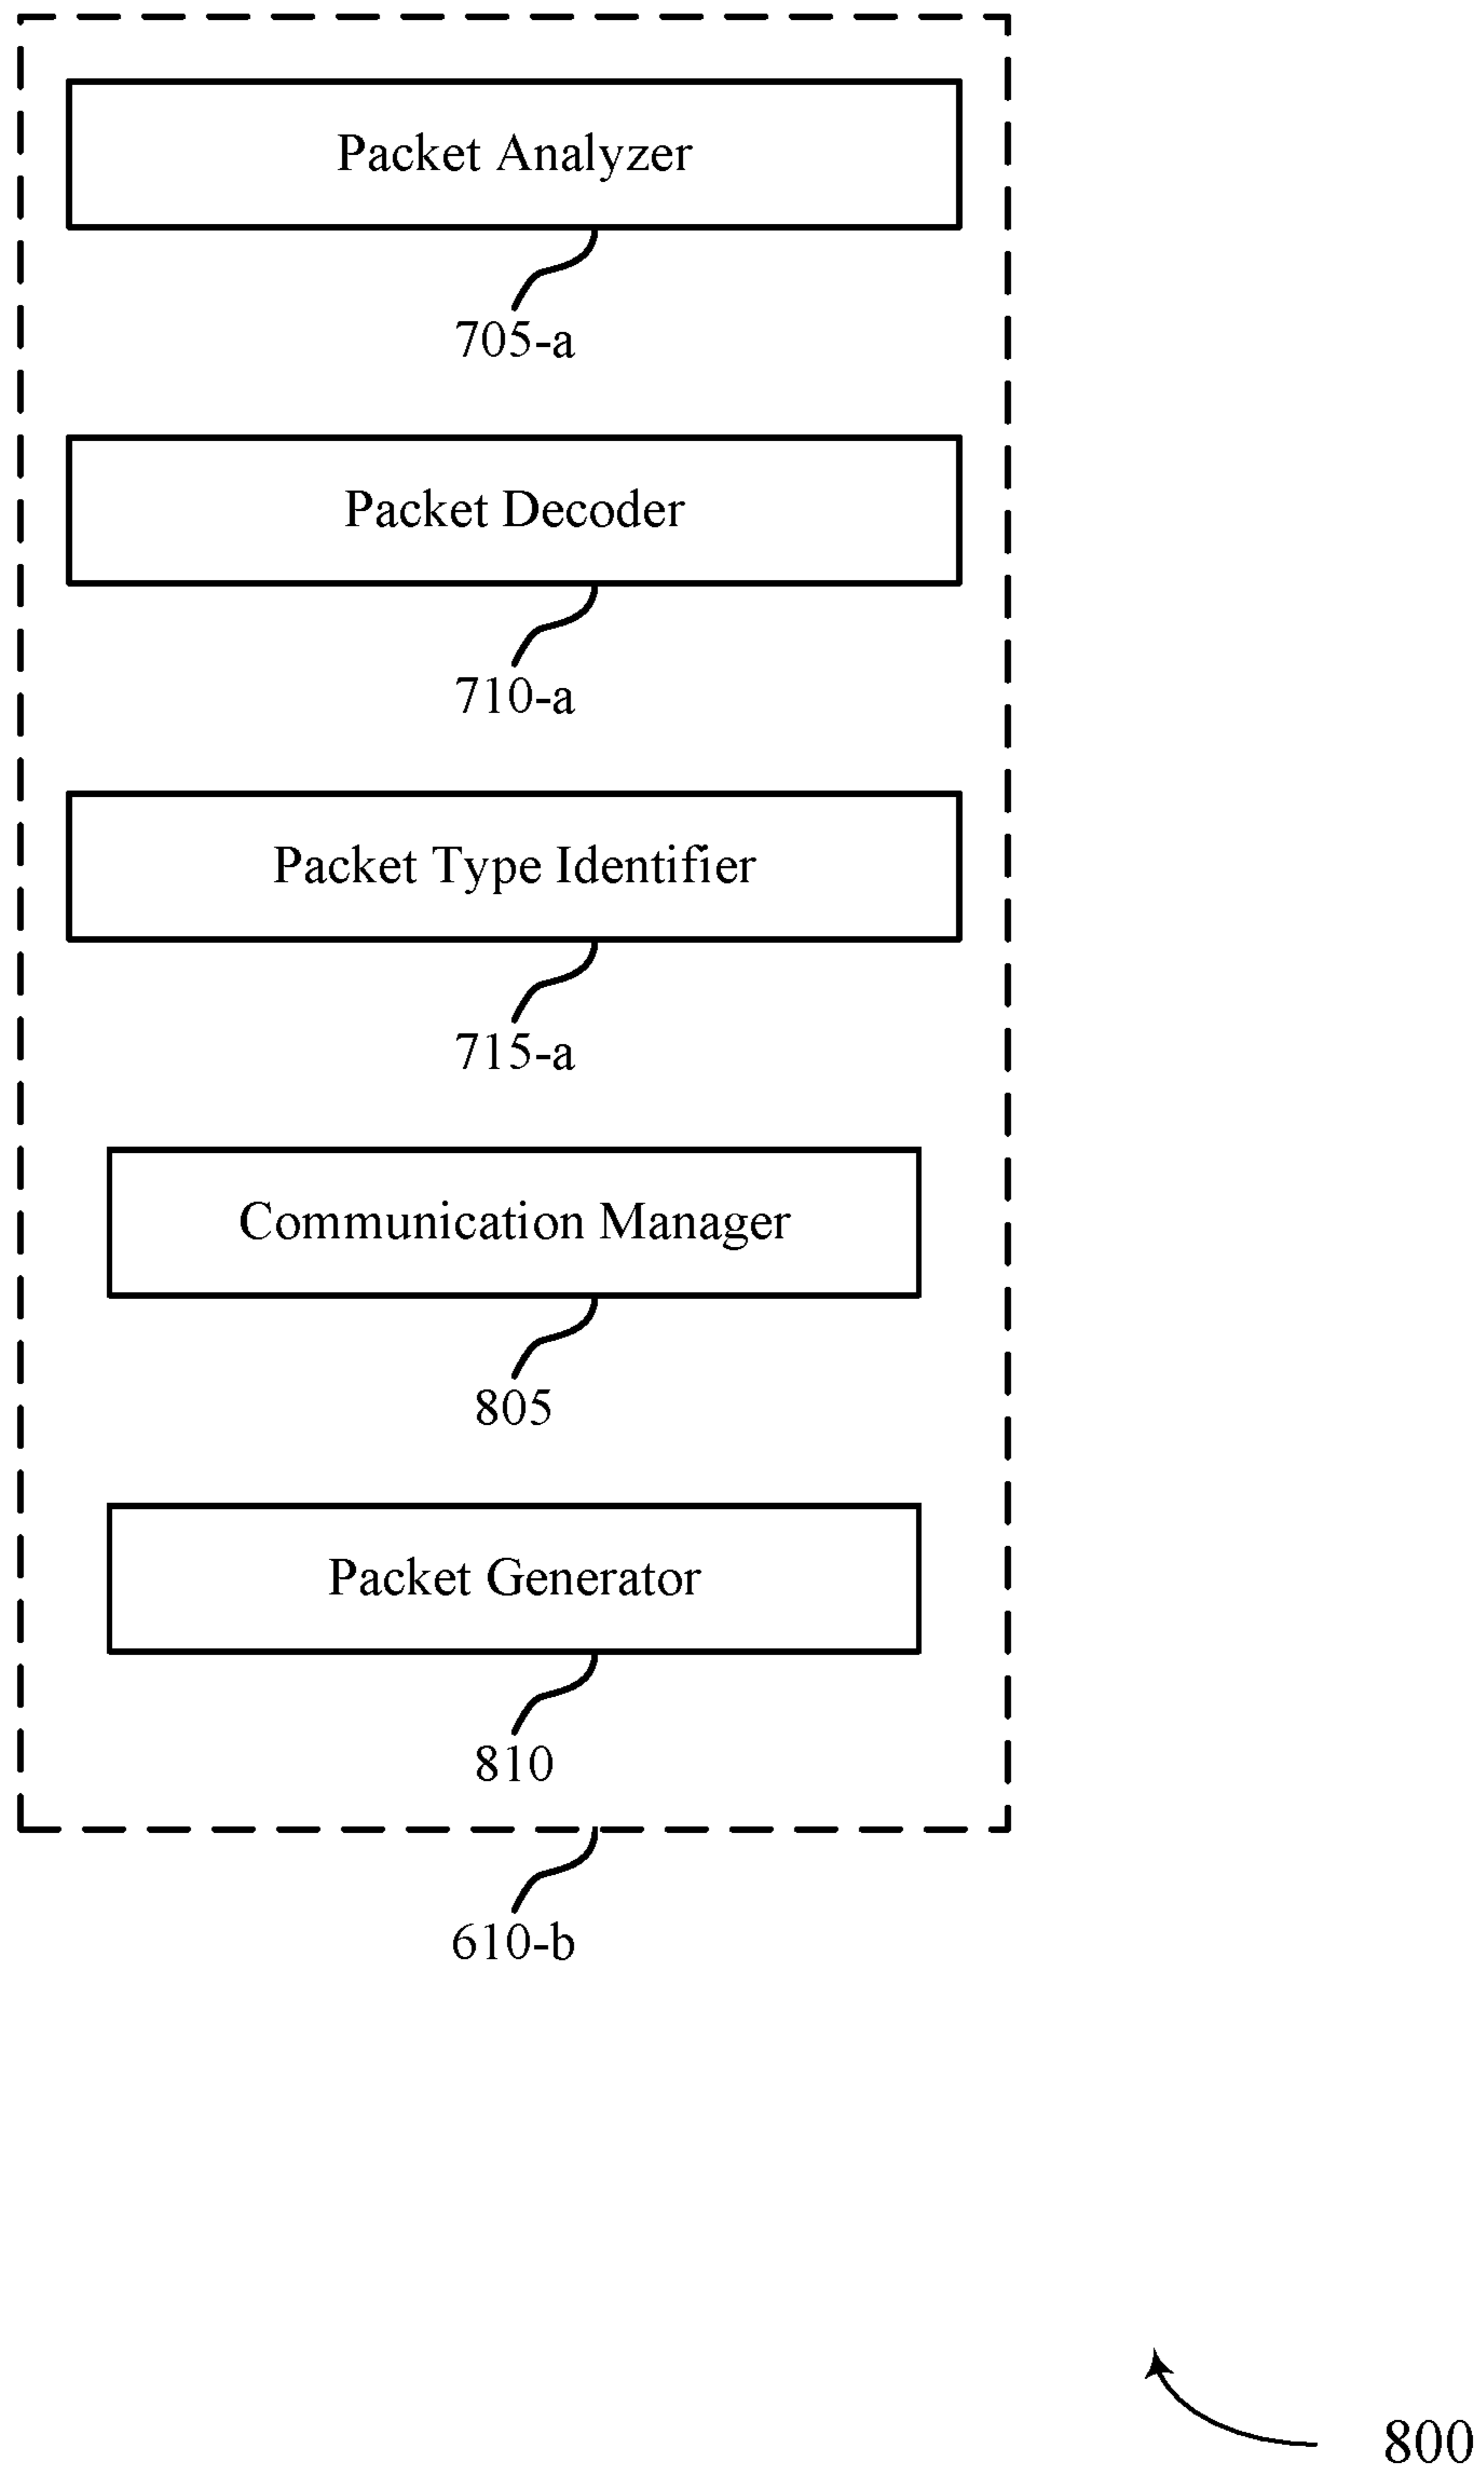 Packet Analyzer
705-a
Packet Decoder
710-a
Packet Type Identifier
715-a
Communication Manager
805
Packet Generator
810
610-b
800